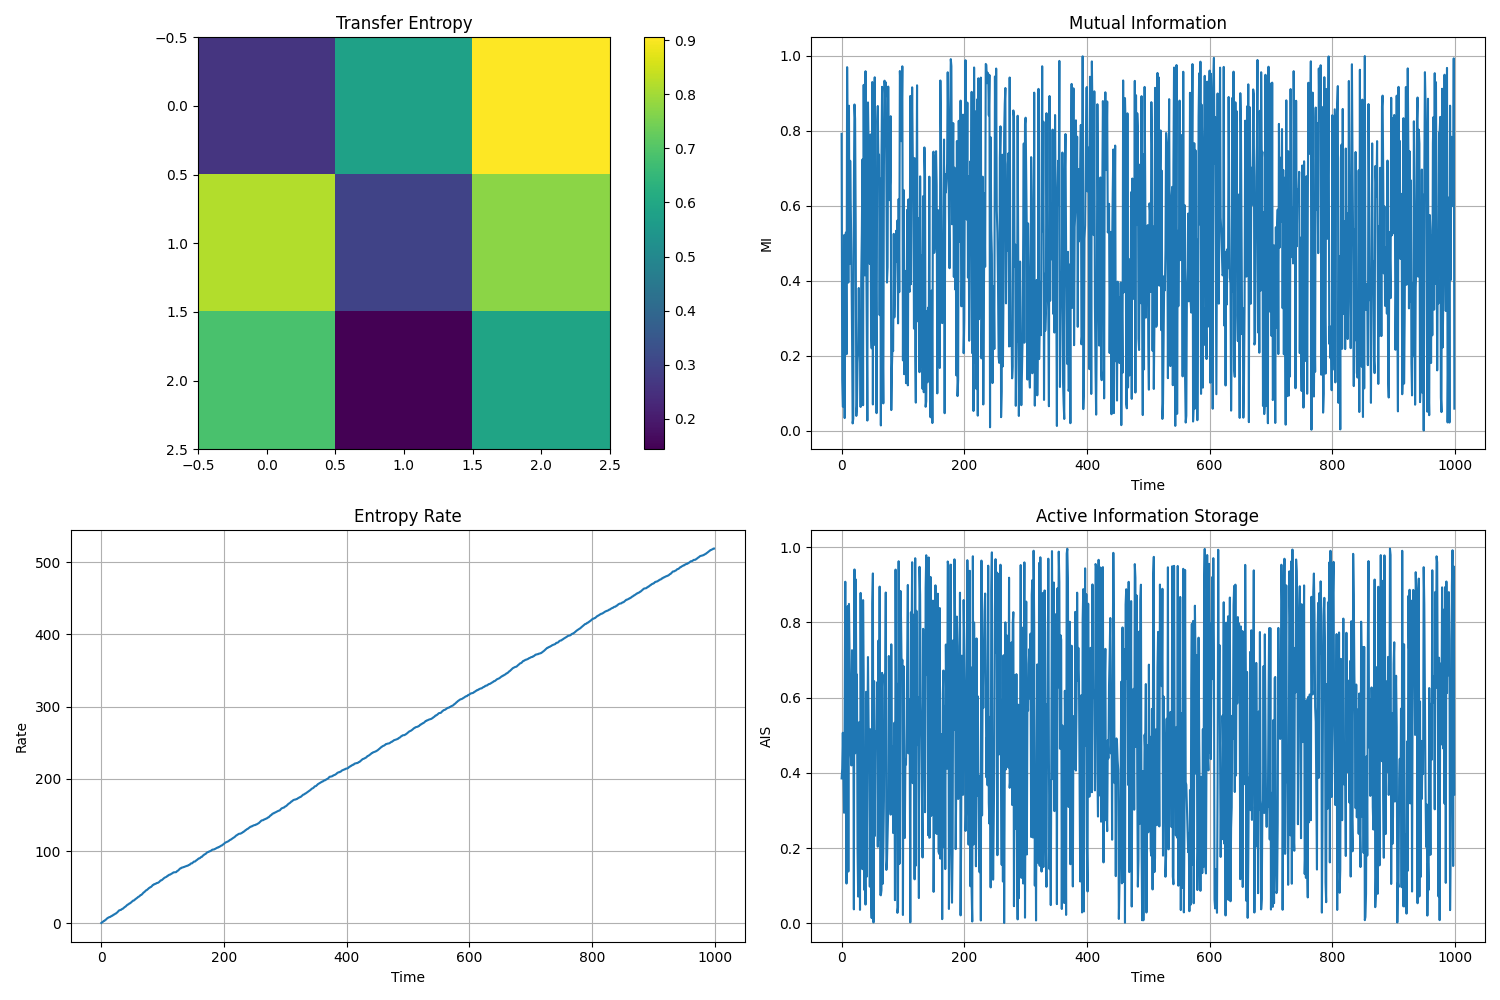 Transfer Entropy
−0.5
0.0
0.5
1.0
1.5
2.0
2.5
−0.5 0.0 0.5 1.0 1.5 2.0 2.5
0.9
0.8
0.7
0.6
0.5
0.4
0.3
0.2
Mutual Information
MI
1.0
0.8
0.6
0.4
0.2
0.0
0 200 400 600 800 1000
Time
Entropy Rate
Rate
500
400
300
200
100
0
0 200 400 600 800 1000
Time
Active Information Storage
AIS
1.0
0.8
0.6
0.4
0.2
0.0
0 200 400 600 800 1000
Time